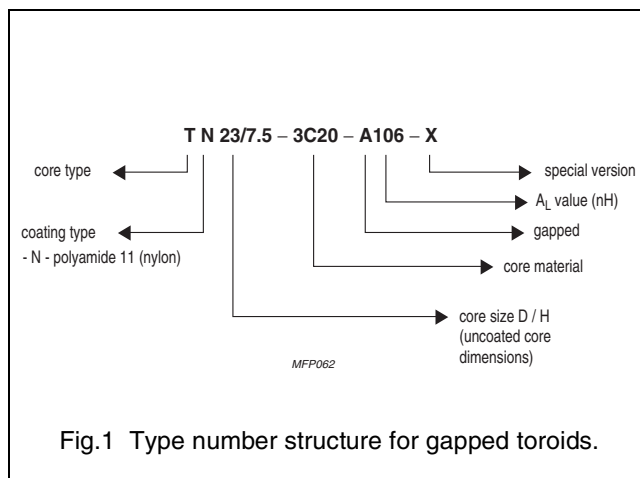 T N 23/7.5 – 3C20 – A106 – X
core type
special version
AL value (nH)
coating type
- N - polyamide 11 (nylon)
gapped
core material
core size D / H
(uncoated core
dimensions)
MFP062
Fig.1 Type number structure for gapped toroids.